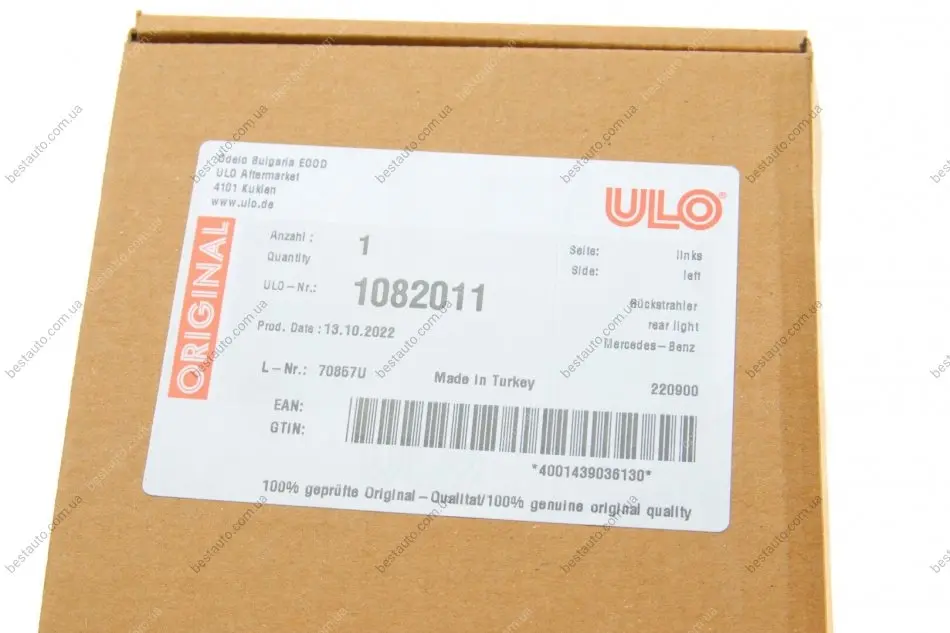 Odelo Bulgaria EOOD
ULO Aftermarket
4101 Kuklen
www.ulo.de
ULO®
ORIGINAL
Anzahl : 1
Quantity
Seite: links
Side: left
ULO-Nr.: 1082011
Rückstrahler
rear light
Mercedes-Benz
Prod. Date : 13.10.2022
L-Nr.: 70867U
Made in Turkey
220900
EAN:
GTIN:
*4001439036130*
100% geprüfte Original-Qualitat/100% genuine original quality
bestauto.com.ua